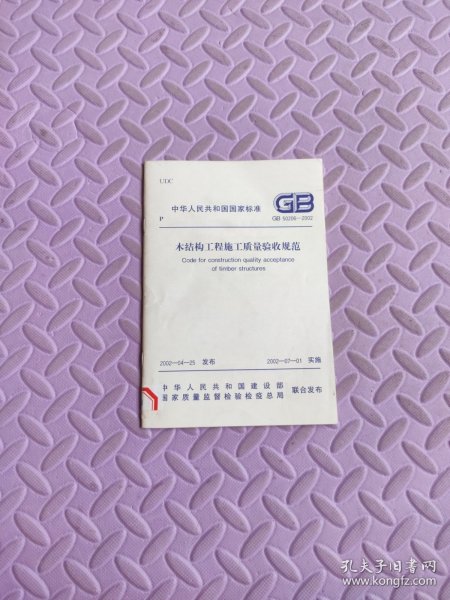 UDC
中华人民共和国国家标准
GB
P
GB 50206—2002
木结构工程施工质量验收规范
Code for construction quality acceptance
of timber structures
2002—04—25 发布 2002—07—01 实施
中华人民共和国建设部
国家质量监督检验检疫总局
联合发布
孔夫子旧书网
www.kongfz.com